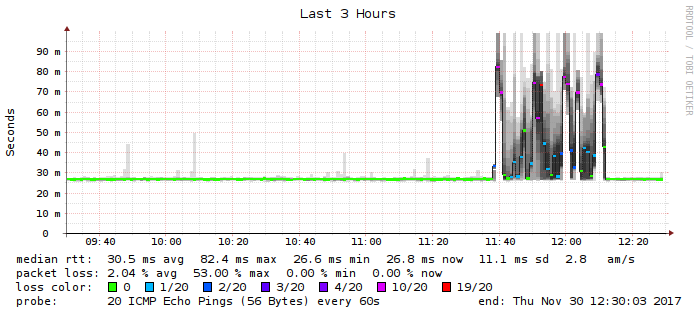 Last 3 Hours
RRDTOOL / TOBI OETIKER
Seconds
90 m
80 m
70 m
60 m
50 m
40 m
30 m
20 m
10 m
0
09:40 10:00 10:20 10:40 11:00 11:20 11:40 12:00 12:20
median rtt: 30.5 ms avg 82.4 ms max 26.6 ms min 26.8 ms now 11.1 ms sd 2.8 am/s
packet loss: 2.04 % avg 53.00 % max 0.00 % min 0.00 % now
loss color: 0 1/20 2/20 3/20 4/20 10/20 19/20
probe: 20 ICMP Echo Pings (56 Bytes) every 60s end: Thu Nov 30 12:30:03 2017